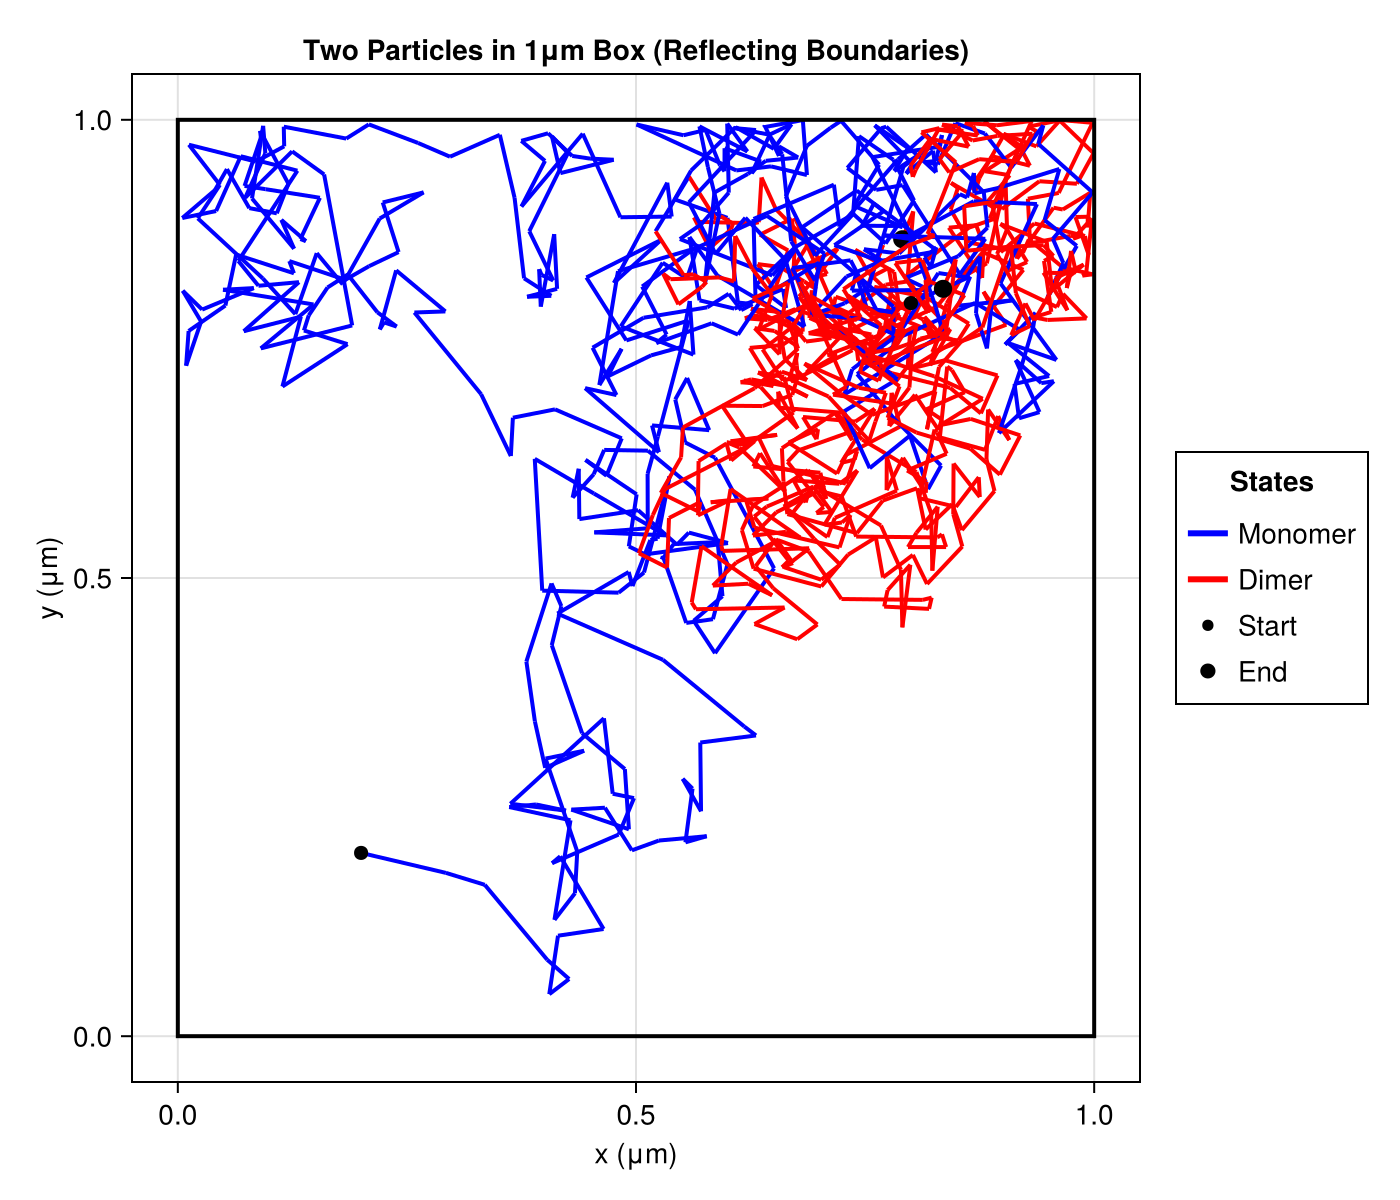 Two Particles in 1μm Box (Reflecting Boundaries)
1.0
0.5
0.0
y (μm)
0.0
0.5
1.0
x (μm)
States
Monomer
Dimer
Start
End